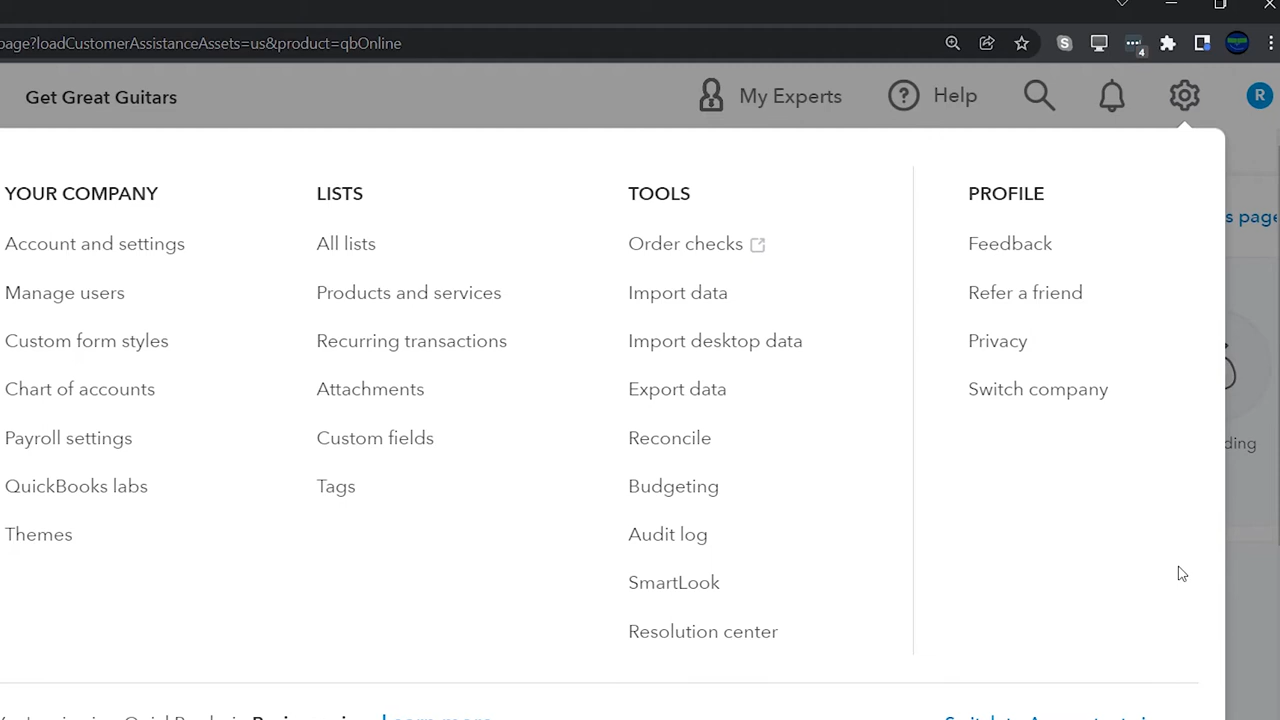 page?loadCustomerAssistanceAssets=us&product=qbOnline
4
Get Great Guitars
My Experts
Help
R
YOUR COMPANY
Account and settings
Manage users
Custom form styles
Chart of accounts
Payroll settings
QuickBooks labs
Themes
LISTS
All lists
Products and services
Recurring transactions
Attachments
Custom fields
Tags
TOOLS
Order checks
Import data
Import desktop data
Export data
Reconcile
Budgeting
Audit log
SmartLook
Resolution center
PROFILE
Feedback
Refer a friend
Privacy
Switch company
s page
ding